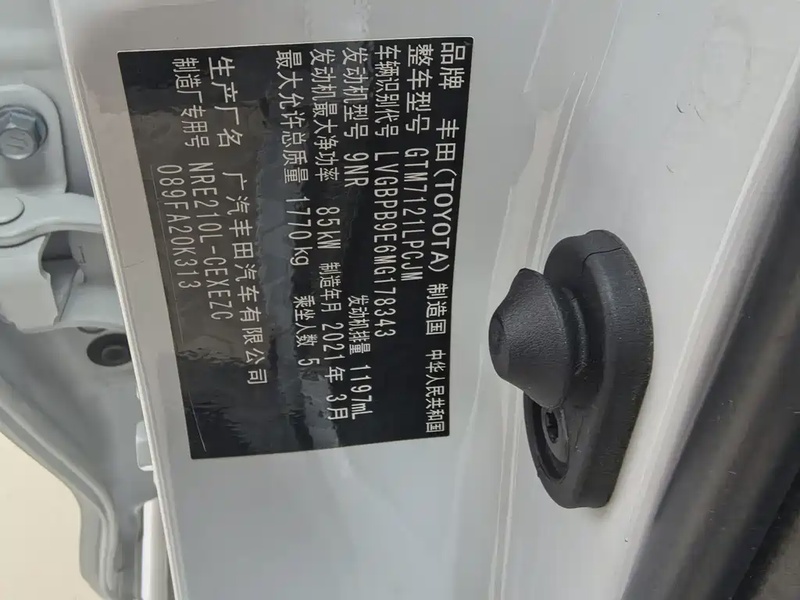 品牌 丰田(TOYOTA) 制造国 中华人民共和国
整车型号 GTM7121LPCJM
车辆识别代号 LVGBPB9E6MG178343
发动机型号 9NR 发动机排量 1197mL
发动机最大净功率 85kW 制造年月 2021年 3月
最大允许总质量 1770kg 乘坐人数 5
生产厂名 广汽丰田汽车有限公司
制造厂专用号 NRE210L-CEXEZC
089FA20K313